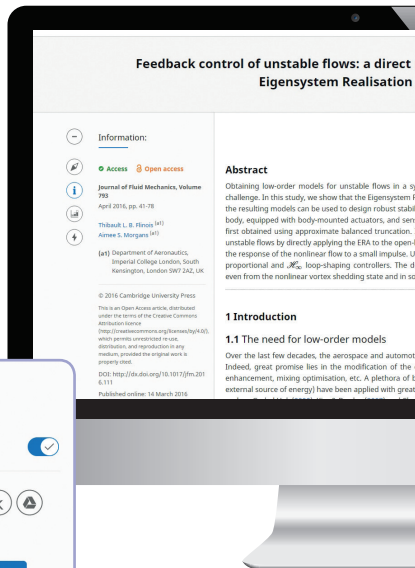 Feedback control of unstable flows: a direct
Eigensystem Realisation
Information:
Access Open access
Journal of Fluid Mechanics, Volume
793
April 2016, pp. 41-78
Thibault L. B. Flinois (a1)
Aimee S. Morgans (a1)
(a1) Department of Aeronautics,
Imperial College London, South
Kensington, London SW7 2AZ, UK
© 2016 Cambridge University Press
This is an Open Access article, distributed
under the terms of the Creative Commons
Attribution licence
(http://creativecommons.org/licenses/by/4.0/),
which permits unrestricted re-use,
distribution, and reproduction in any
medium, provided the original work is
properly cited.
DOI: http://dx.doi.org/10.1017/jfm.201
6.111
Published online: 14 March 2016
Abstract
Obtaining low-order models for unstable flows in a sy
challenge. In this study, we show that the Eigensystem R
the resulting models can be used to design robust stabili
body, equipped with body-mounted actuators, and sens
first obtained using approximate balanced truncation.
unstable flows by directly applying the ERA to the open-l
the response of the nonlinear flow to a small impulse. U
proportional and ℋ∞ loop-shaping controllers. The d
even from the nonlinear vortex shedding state and in so
1 Introduction
1.1 The need for low-order models
Over the last few decades, the aerospace and automot
Indeed, great promise lies in the modification of the
enhancement, mixing optimisation, etc. A plethora of b
external source of energy) have been applied with great